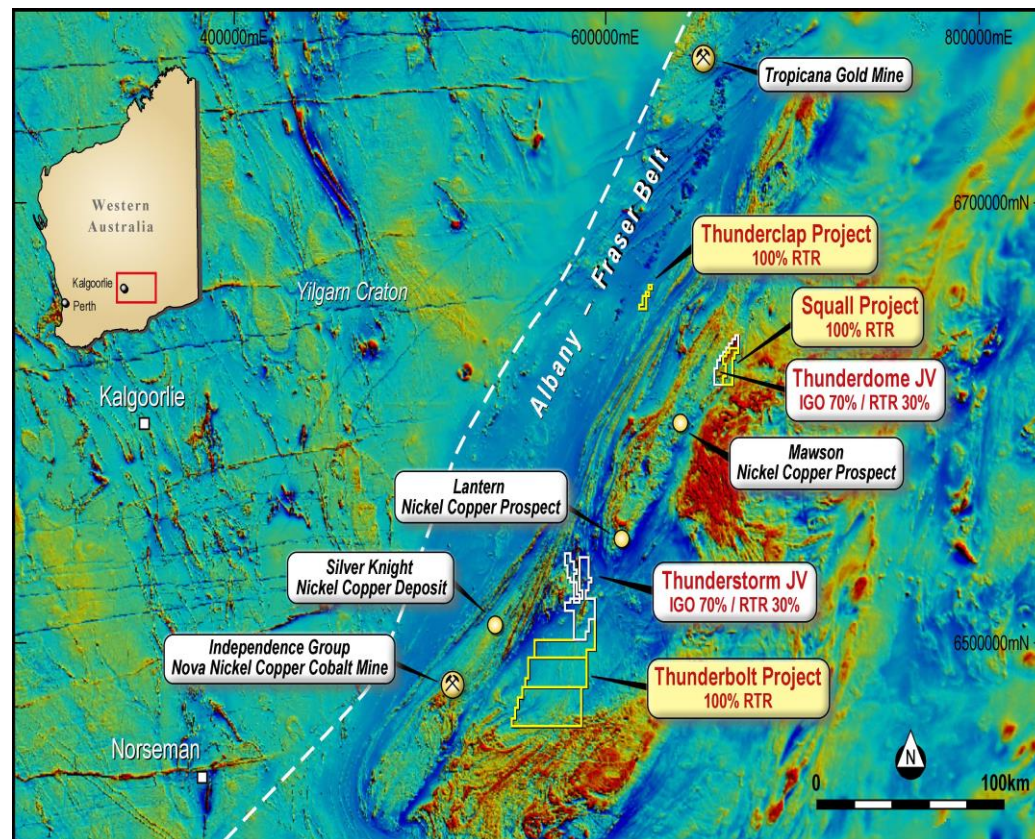 400000mE
600000mE
800000mE
Tropicana Gold Mine
Western
Australia
Kalgoorlie
Perth
Yilgarn Craton
Albany - Fraser Belt
6700000mN
Thunderclap Project
100% RTR
Squall Project
100% RTR
Thunderdome JV
IGO 70% / RTR 30%
Kalgoorlie
Mawson
Nickel Copper Prospect
Lantern
Nickel Copper Prospect
Silver Knight
Nickel Copper Deposit
Thunderstorm JV
IGO 70% / RTR 30%
Independence Group
Nova Nickel Copper Cobalt Mine
6500000mN
Thunderbolt Project
100% RTR
Norseman
N
0
100km